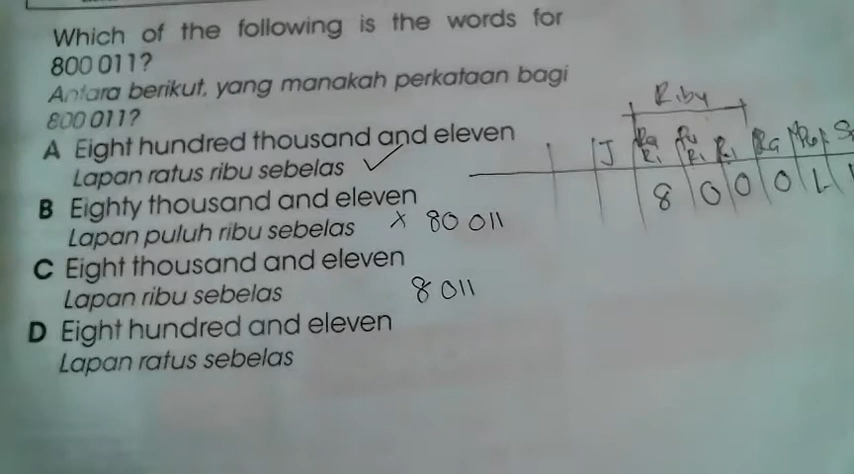 Which of the following is the words for
800 011?
Antara berikut, yang manakah perkataan bagi
800 011?
A Eight hundred thousand and eleven
Lapan ratus ribu sebelas
B Eighty thousand and eleven
Lapan puluh ribu sebelas x 80 011
C Eight thousand and eleven
Lapan ribu sebelas 8 011
D Eight hundred and eleven
Lapan ratus sebelas
Ribu
J
8 0 0 0 1 1